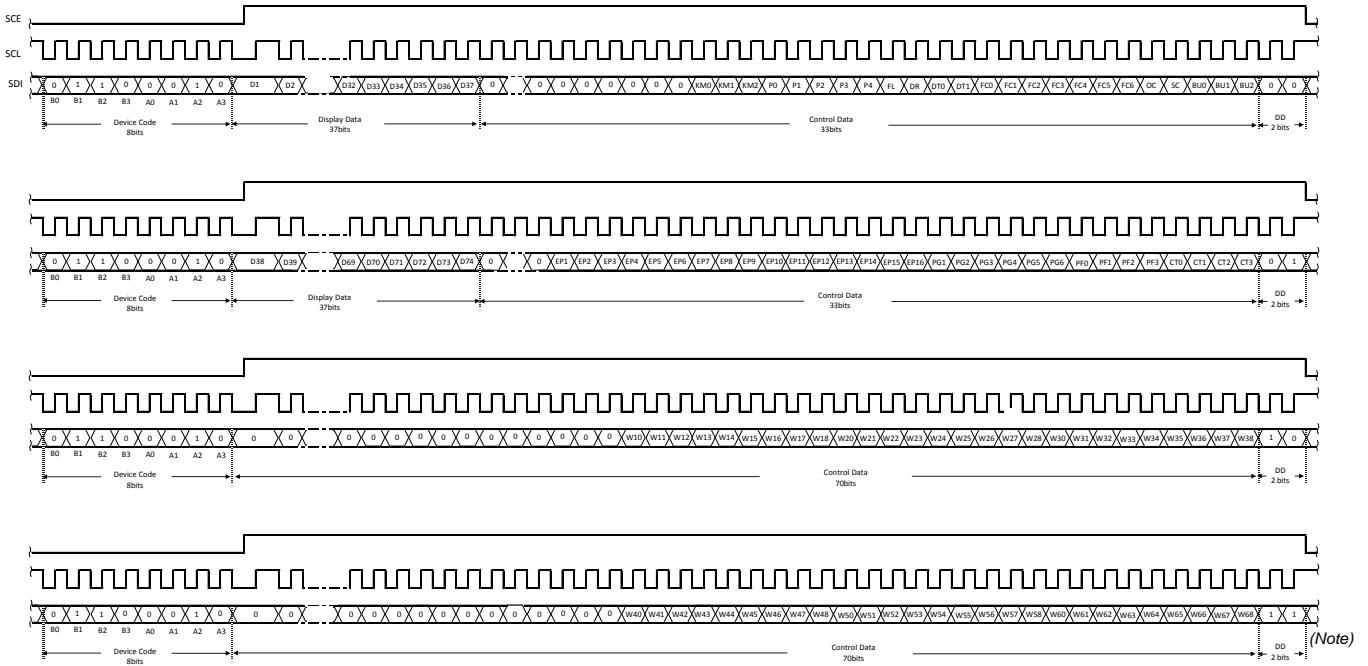 SCE
SCL
SDI 0 1 1 0 0 0 1 0 D1 D2 D32 D33 D34 D35 D36 D37 0 0 0 0 0 0 0 0 KM0 KM1 KM2 P0 P1 P2 P3 P4 FL DR DT0 DT1 FC0 FC1 FC2 FC3 FC4 FC5 FC6 OC SC BU0 BU1 BU2 0 0
B0 B1 B2 B3 A0 A1 A2 A3
Device Code Display Data Control Data DD
8bits 37bits 33bits 2 bits
0 1 1 0 0 0 1 0 D38 D39 D69 D70 D71 D72 D73 D74 0 0 EP1 EP2 EP3 EP4 EP5 EP6 EP7 EP8 EP9 EP10 EP11 EP12 EP13 EP14 EP15 EP16 PG1 PG2 PG3 PG4 PG5 PG6 PF0 PF1 PF2 PF3 CT0 CT1 CT2 CT3 0 1
B0 B1 B2 B3 A0 A1 A2 A3
Device Code Display Data Control Data DD
8bits 37bits 33bits 2 bits
0 1 1 0 0 0 1 0 0 0 0 0 0 0 0 0 0 0 0 0 0 0 W10 W11 W12 W13 W14 W15 W16 W17 W18 W20 W21 W22 W23 W24 W25 W26 W27 W28 W30 W31 W32 W33 W34 W35 W36 W37 W38 1 0
B0 B1 B2 B3 A0 A1 A2 A3
Device Code Control Data DD
8bits 70bits 2 bits
0 1 1 0 0 0 1 0 0 0 0 0 0 0 0 0 0 0 0 0 0 0 W40 W41 W42 W43 W44 W45 W46 W47 W48 W50 W51 W52 W53 W54 W55 W56 W57 W58 W60 W61 W62 W63 W64 W65 W66 W67 W68 1 1
B0 B1 B2 B3 A0 A1 A2 A3
(Note)
Device Code Control Data DD
8bits 70bits 2 bits